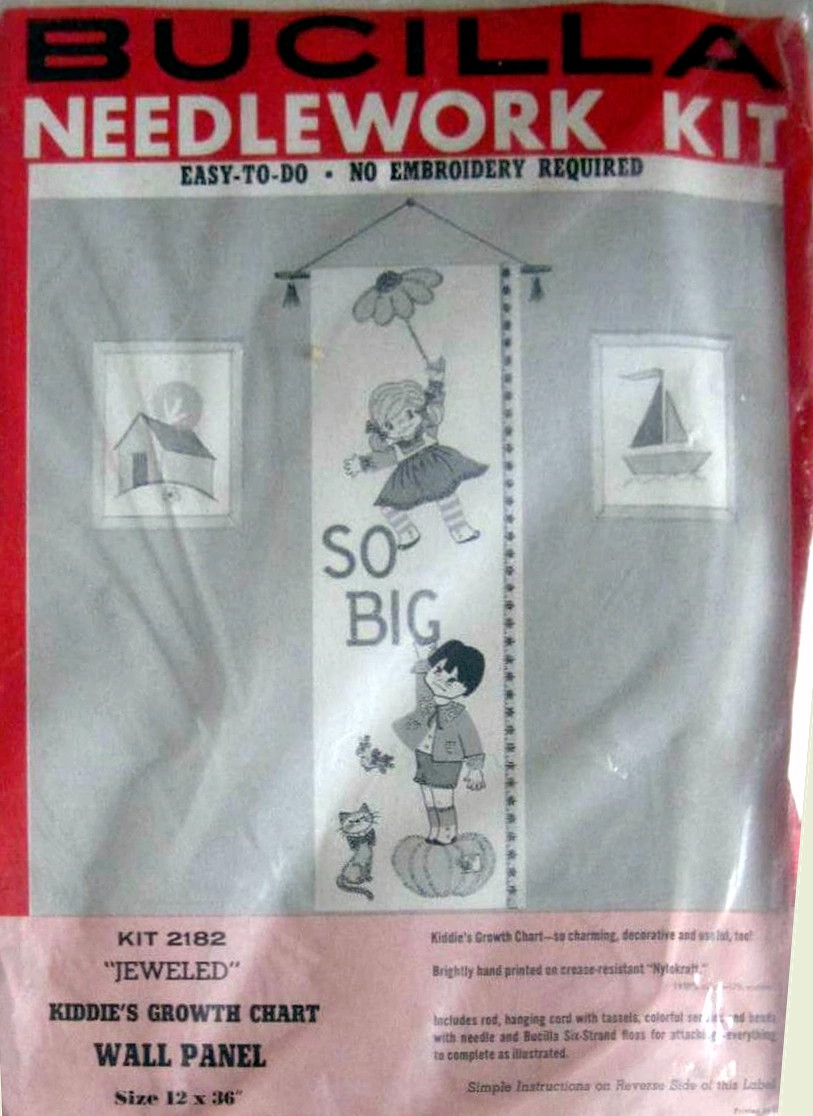 BUCILLA
NEEDLEWORK KIT
EASY-TO-DO • NO EMBROIDERY REQUIRED
SO
BIG
KIT 2182
"JEWELED"
KIDDIE'S GROWTH CHART
WALL PANEL
Size 12 x 36"
Kiddie's Growth Chart—so charming, decorative and useful, too!
Brightly hand printed on crease-resistant "Nylokraft."
Includes rod, hanging cord with tassels, colorful and beads
with needle and Bucilla Six-Strand floss for attaching—everything
to complete as illustrated.
Simple Instructions on Reverse Side of this Label